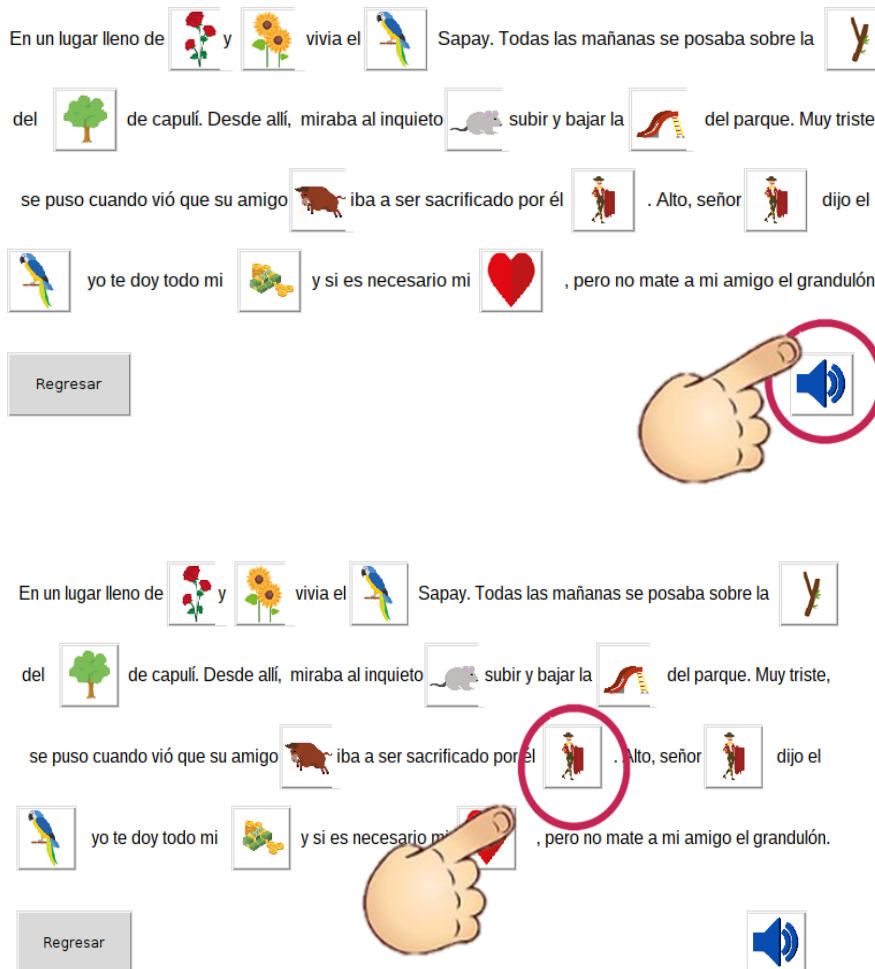 En un lugar lleno de y vivia el Sapay. Todas las mañanas se posaba sobre la
del de capulí. Desde allí, miraba al inquieto subir y bajar la del parque. Muy triste
se puso cuando vió que su amigo iba a ser sacrificado por él . Alto, señor dijo el
yo te doy todo mi y si es necesario mi , pero no mate a mi amigo el grandulón
Regresar
En un lugar lleno de y vivia el Sapay. Todas las mañanas se posaba sobre la
del de capulí. Desde allí, miraba al inquieto subir y bajar la del parque. Muy triste,
se puso cuando vió que su amigo iba a ser sacrificado por él . Alto, señor dijo el
yo te doy todo mi y si es necesario mi , pero no mate a mi amigo el grandulón.
Regresar